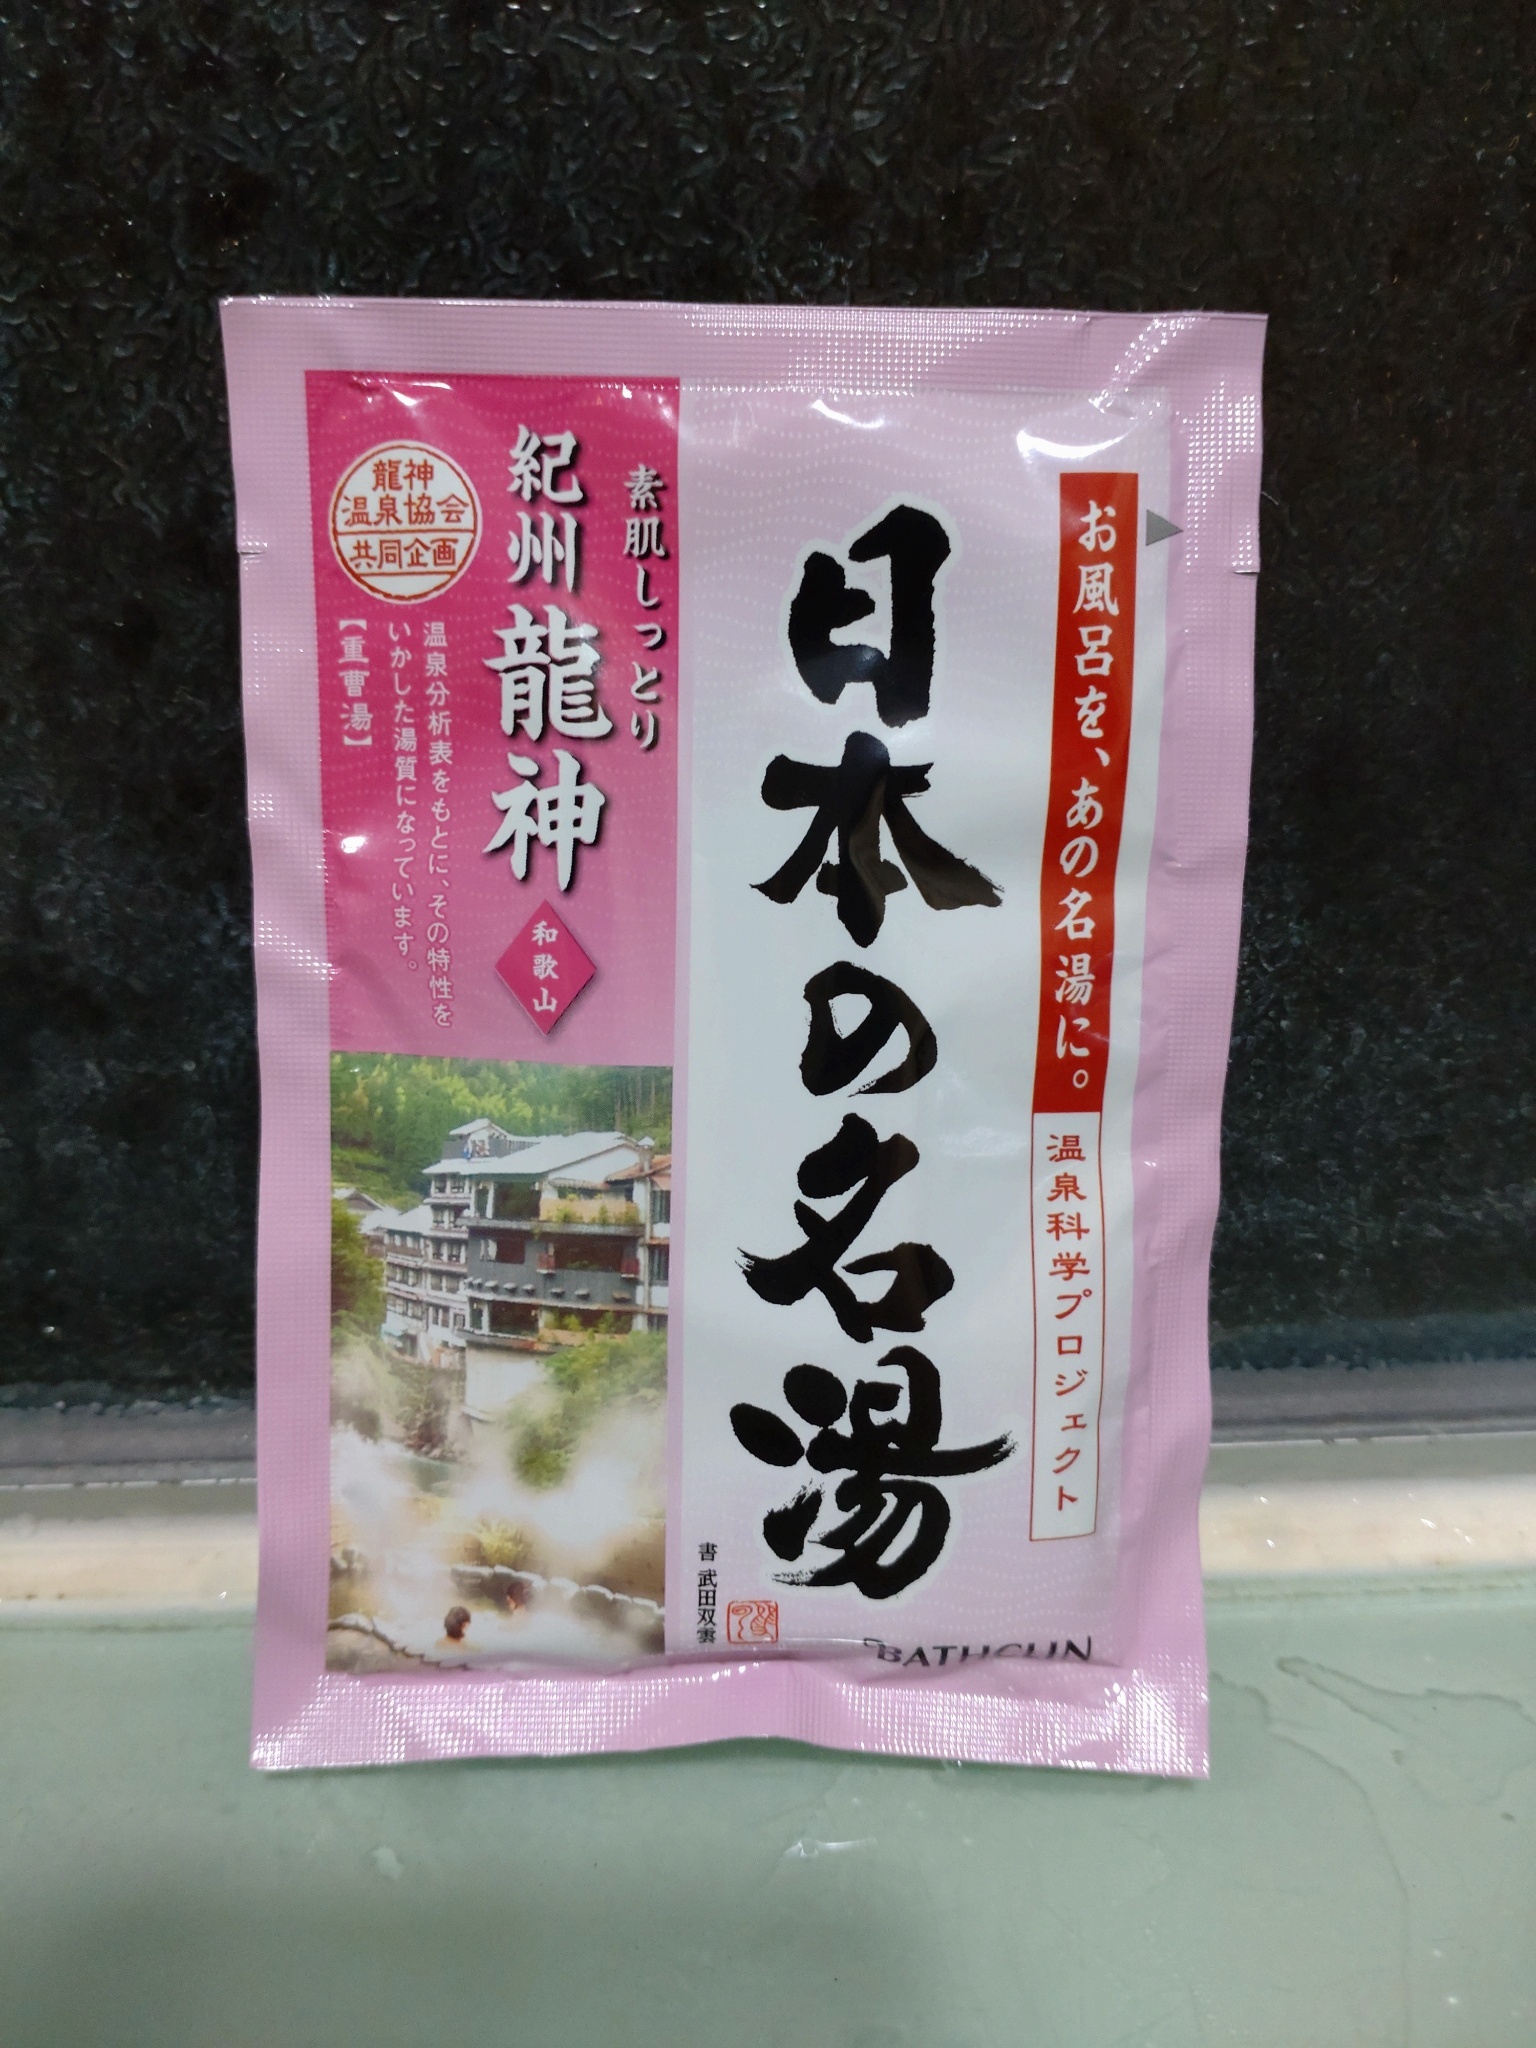 お風呂を、あの名湯に。
温泉科学プロジェクト
日本の名湯
書 武田双雲
BATHCLIN
素肌しっとり
紀州龍神
和歌山
龍神
温泉協会
共同企画
温泉分析表をもとに、その特性を
いかした湯質になっています。
【重曹湯】